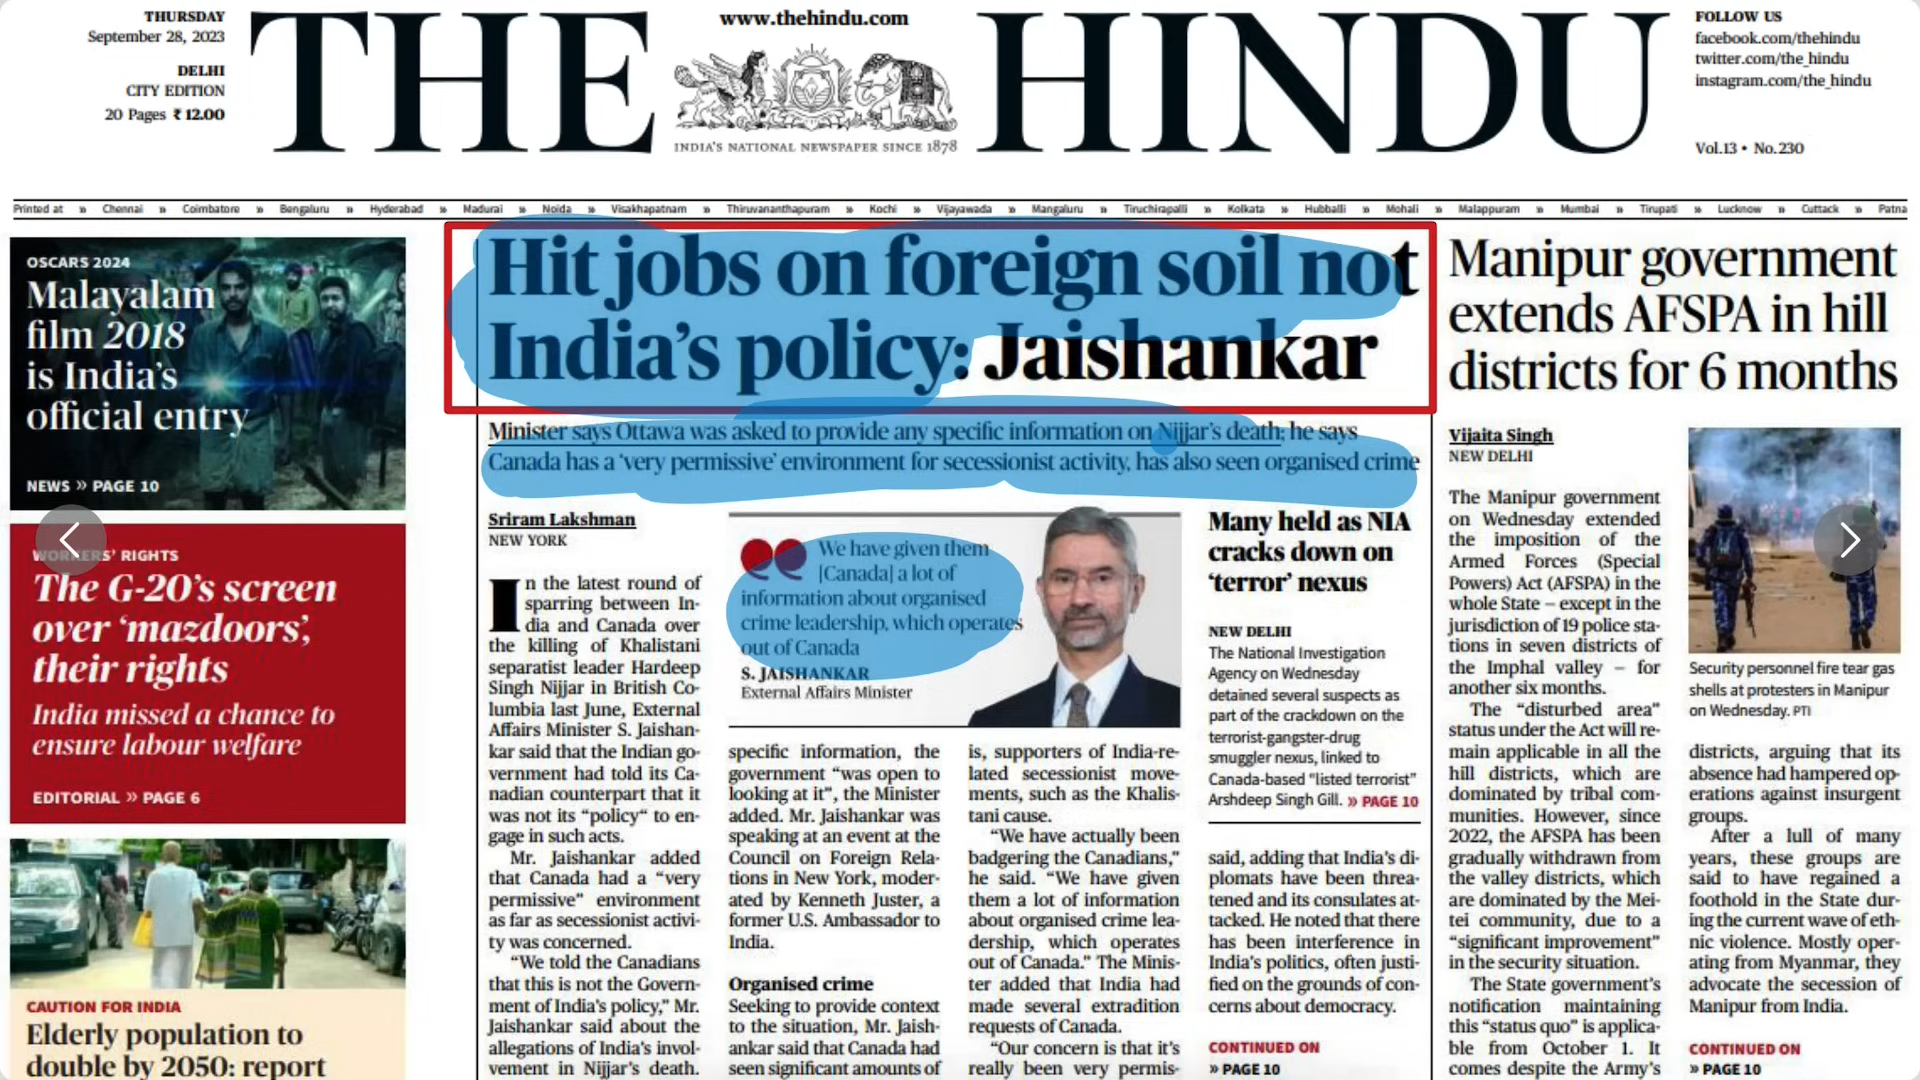 THURSDAY
September 28, 2023
DELHI
CITY EDITION
20 Pages ₹ 12.00
THE HINDU
www.thehindu.com
INDIA'S NATIONAL NEWSPAPER SINCE 1878
FOLLOW US
facebook.com/thehindu
twitter.com/the_hindu
instagram.com/the_hindu
Vol.13 • No.230
Printed at » Chennai » Coimbatore » Bengaluru » Hyderabad » Madurai » Noida » Visakhapatnam » Thiruvananthapuram » Kochi » Vijayawada » Mangaluru » Tiruchirapalli » Kolkata » Hubballi » Mohali » Malappuram » Mumbai » Tirupati » Lucknow » Cuttack » Patna
OSCARS 2024
Malayalam
film 2018
is India's
official entry
NEWS » PAGE 10
WORKERS' RIGHTS
The G-20's screen
over 'mazdoors',
their rights
India missed a chance to
ensure labour welfare
EDITORIAL » PAGE 6
CAUTION FOR INDIA
Elderly population to
double by 2050: report
Hit jobs on foreign soil not
India's policy: Jaishankar
Minister says Ottawa was asked to provide any specific information on Nijjar's death; he says
Canada has a 'very permissive' environment for secessionist activity, has also seen organised crime
Sriram Lakshman
NEW YORK
In the latest round of
sparring between In-
dia and Canada over
the killing of Khalistani
separatist leader Hardeep
Singh Nijjar in British Co-
lumbia last June, External
Affairs Minister S. Jaishan-
kar said that the Indian go-
vernment had told its Ca-
nadian counterpart that it
was not its "policy" to en-
gage in such acts.
Mr. Jaishankar added
that Canada had a "very
permissive" environment
as far as secessionist activi-
ty was concerned.
"We told the Canadians
that this is not the Govern-
ment of India's policy," Mr.
Jaishankar said about the
allegations of India's invol-
vement in Nijjar's death.
We have given them
[Canada] a lot of
information about organised
crime leadership, which operates
out of Canada
S. JAISHANKAR
External Affairs Minister
specific information, the
government "was open to
looking at it", the Minister
added. Mr. Jaishankar was
speaking at an event at the
Council on Foreign Rela-
tions in New York, moder-
ated by Kenneth Juster, a
former U.S. Ambassador to
India.
Organised crime
Seeking to provide context
to the situation, Mr. Jaish-
ankar said that Canada had
seen significant amounts of
is, supporters of India-re-
lated secessionist move-
ments, such as the Khalis-
tani cause.
"We have actually been
badgering the Canadians,"
he said. "We have given
them a lot of information
about organised crime lea-
dership, which operates
out of Canada." The Minis-
ter added that India had
made several extradition
requests of Canada.
"Our concern is that it's
really been very permis-
Many held as NIA
cracks down on
'terror' nexus
NEW DELHI
The National Investigation
Agency on Wednesday
detained several suspects as
part of the crackdown on the
terrorist-gangster-drug
smuggler nexus, linked to
Canada-based "listed terrorist"
Arshdeep Singh Gill. » PAGE 10
said, adding that India's di-
plomats have been threa-
tened and its consulates at-
tacked. He noted that there
has been interference in
India's politics, often justi-
fied on the grounds of con-
cerns about democracy.
CONTINUED ON
» PAGE 10
Manipur government
extends AFSPA in hill
districts for 6 months
Vijaita Singh
NEW DELHI
The Manipur government
on Wednesday extended
the imposition of the
Armed Forces (Special
Powers) Act (AFSPA) in the
whole State – except in the
jurisdiction of 19 police sta-
tions in seven districts of
the Imphal valley – for
another six months.
The "disturbed area"
status under the Act will re-
main applicable in all the
hill districts, which are
dominated by tribal com-
munities. However, since
2022, the AFSPA has been
gradually withdrawn from
the valley districts, which
are dominated by the Mei-
tei community, due to a
"significant improvement"
in the security situation.
The State government's
notification maintaining
this "status quo" is applica-
ble from October 1. It
comes despite the Army's
Security personnel fire tear gas
shells at protesters in Manipur
on Wednesday. PTI
districts, arguing that its
absence had hampered op-
erations against insurgent
groups.
After a lull of many
years, these groups are
said to have regained a
foothold in the State dur-
ing the current wave of eth-
nic violence. Mostly oper-
ating from Myanmar, they
advocate the secession of
Manipur from India.
CONTINUED ON
» PAGE 10